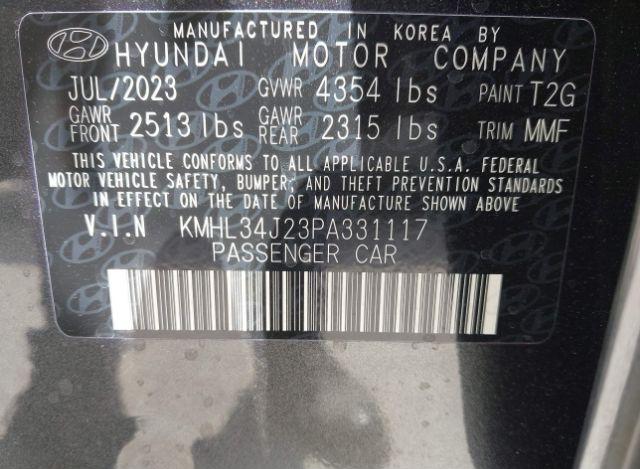 MANUFACTURED IN KOREA BY
HYUNDAI MOTOR COMPANY
JUL/2023 GVWR 4354 lbs PAINT T2G
GAWR FRONT 2513 lbs GAWR REAR 2315 lbs TRIM MMF
THIS VEHICLE CONFORMS TO ALL APPLICABLE U.S.A. FEDERAL
MOTOR VEHICLE SAFETY, BUMPER, AND THEFT PREVENTION STANDARDS
IN EFFECT ON THE DATE OF MANUFACTURE SHOWN ABOVE
V.I.N KMHL34J23PA331117
PASSENGER CAR